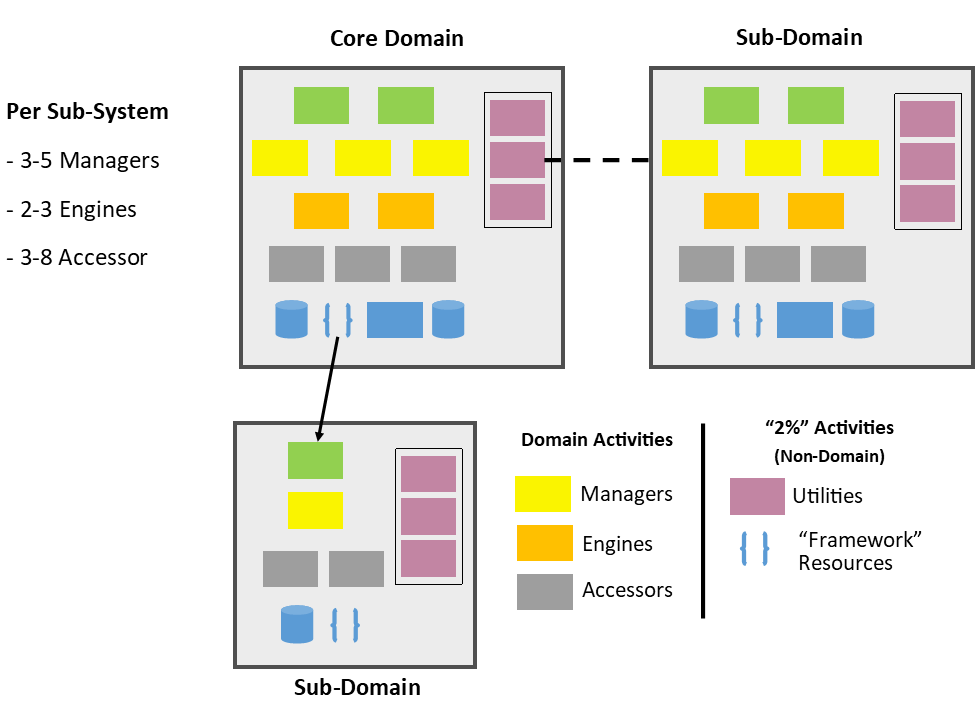 Core Domain
Sub-Domain
Per Sub-System
- 3-5 Managers
- 2-3 Engines
- 3-8 Accessor
Domain Activities
Managers
Engines
Accessors
“2%” Activities
(Non-Domain)
Utilities
“Framework”
Resources
Sub-Domain